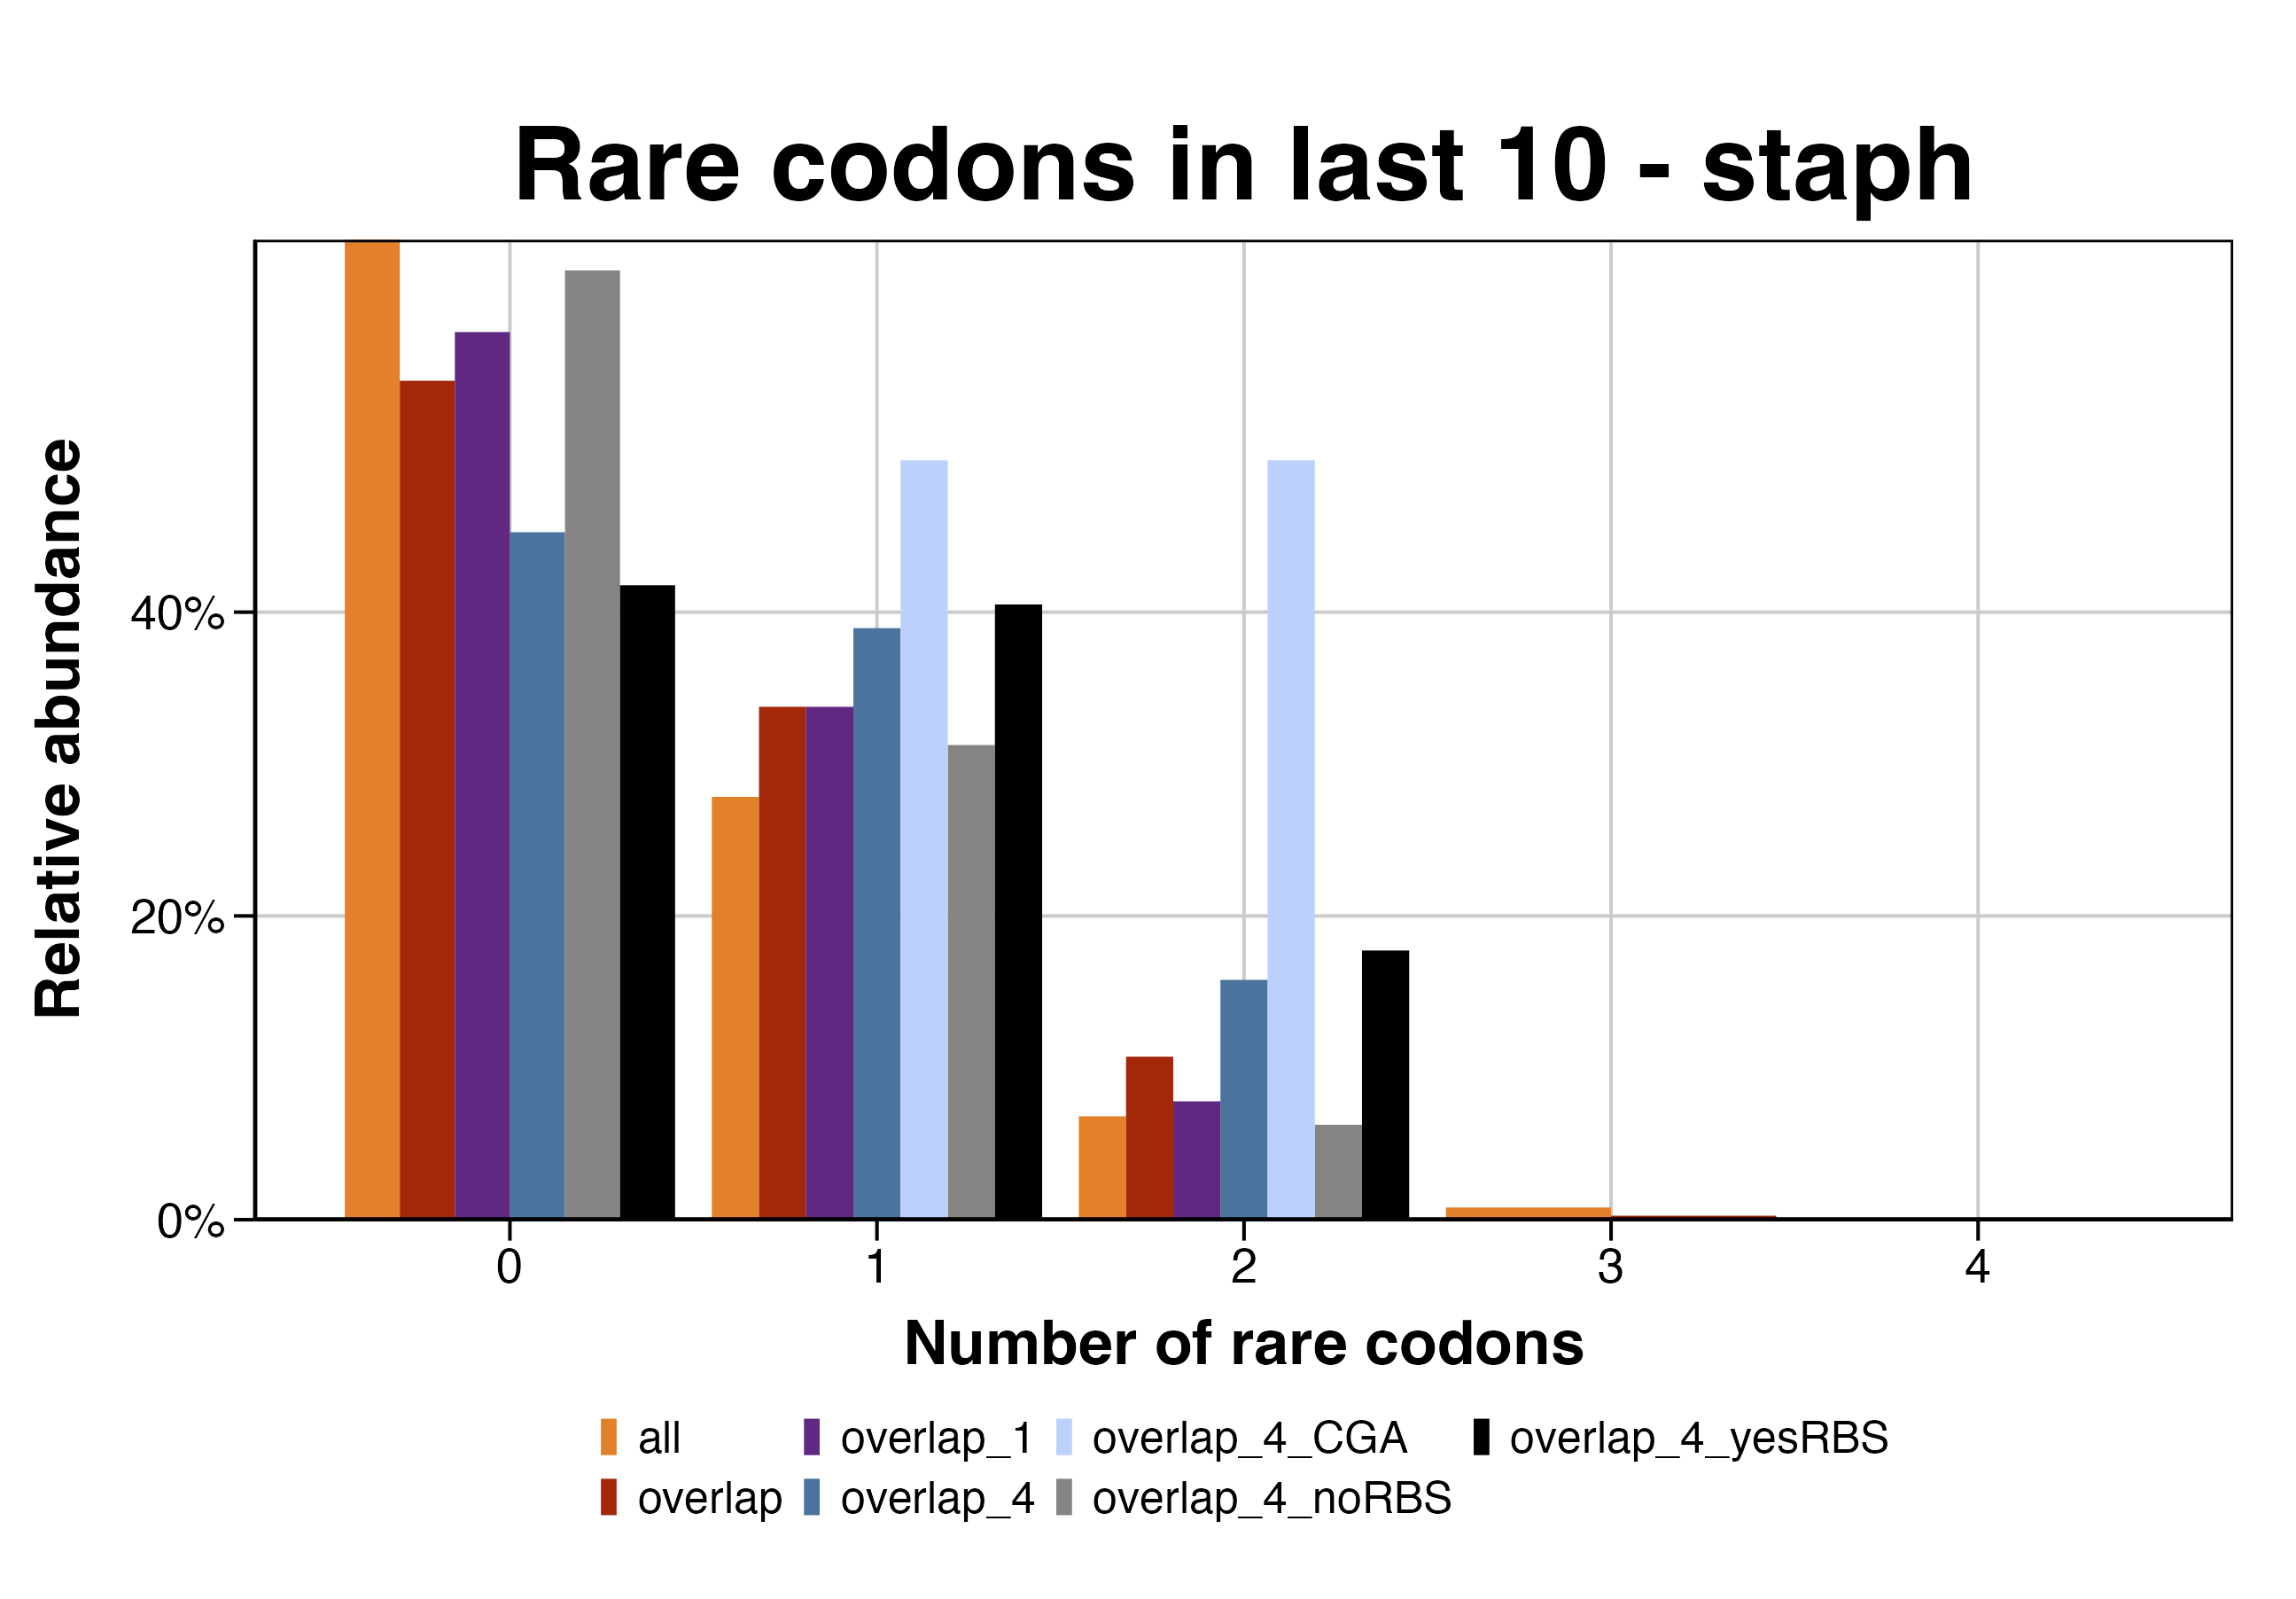 Rare codons in last 10 - staph
Relative abundance
40%
20%
0%
0 1 2 3 4
Number of rare codons
all overlap_1 overlap_4_CGA overlap_4_yesRBS
overlap overlap_4 overlap_4_noRBS